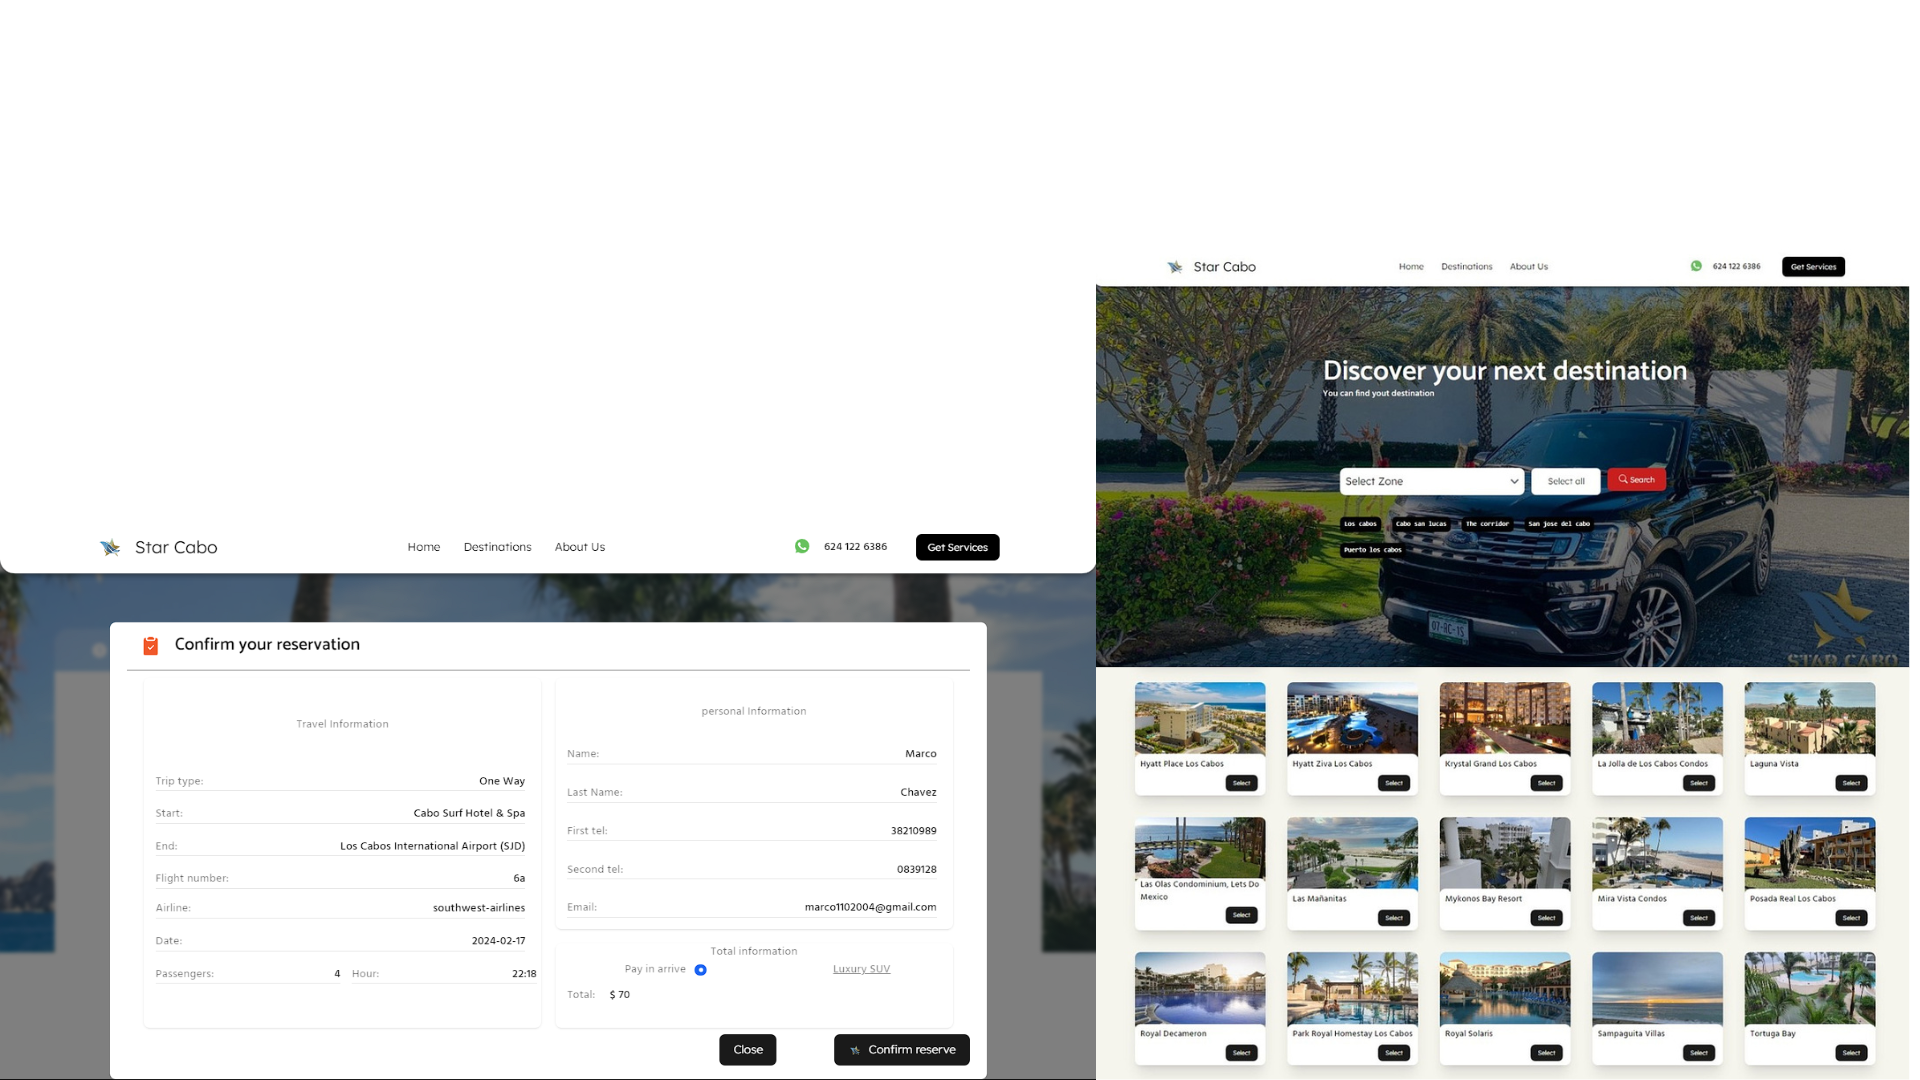 Star Cabo
Home
Destinations
About Us
624 122 6386
Get Services
Confirm your reservation
Travel Information
Trip type:
One Way
Start:
Cabo Surf Hotel & Spa
End:
Los Cabos International Airport (SJD)
Flight number:
6a
Airline:
southwest-airlines
Date:
2024-02-17
Passengers:
4
Hour:
22:18
personal Information
Name:
Marco
Last Name:
Chavez
First tel:
38210989
Second tel:
0839128
Email:
marco1102004@gmail.com
Total information
Pay in arrive
Luxury SUV
Total:
$ 70
Close
Confirm reserve
Star Cabo
Home
Destinations
About Us
624 122 6386
Get Services
Discover your next destination
You can find yout destination
Select Zone
Select all
Search
Los cabos
Cabo san lucas
The corridor
San jose del cabo
Puerto los cabos
07-RC-1S
STAR CABO
Hyatt Place Los Cabos
Select
Hyatt Ziva Los Cabos
Select
Krystal Grand Los Cabos
Select
La Jolla de Los Cabos Condos
Select
Laguna Vista
Select
Las Olas Condominium, Lets Do
Mexico
Select
Las Mañanitas
Select
Mykonos Bay Resort
Select
Mira Vista Condos
Select
Posada Real Los Cabos
Select
Royal Decameron
Select
Park Royal Homestay Los Cabos
Select
Royal Solaris
Select
Sampaguita Villas
Select
Tortuga Bay
Select